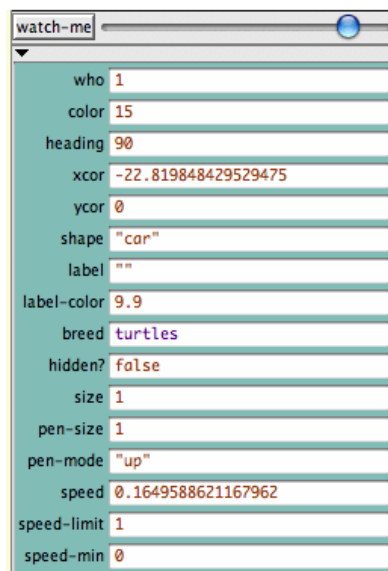 watch-me
who 1
color 15
heading 90
xcor -22.819848429529475
ycor 0
shape "car"
label ""
label-color 9.9
breed turtles
hidden? false
size 1
pen-size 1
pen-mode "up"
speed 0.1649588621167962
speed-limit 1
speed-min 0